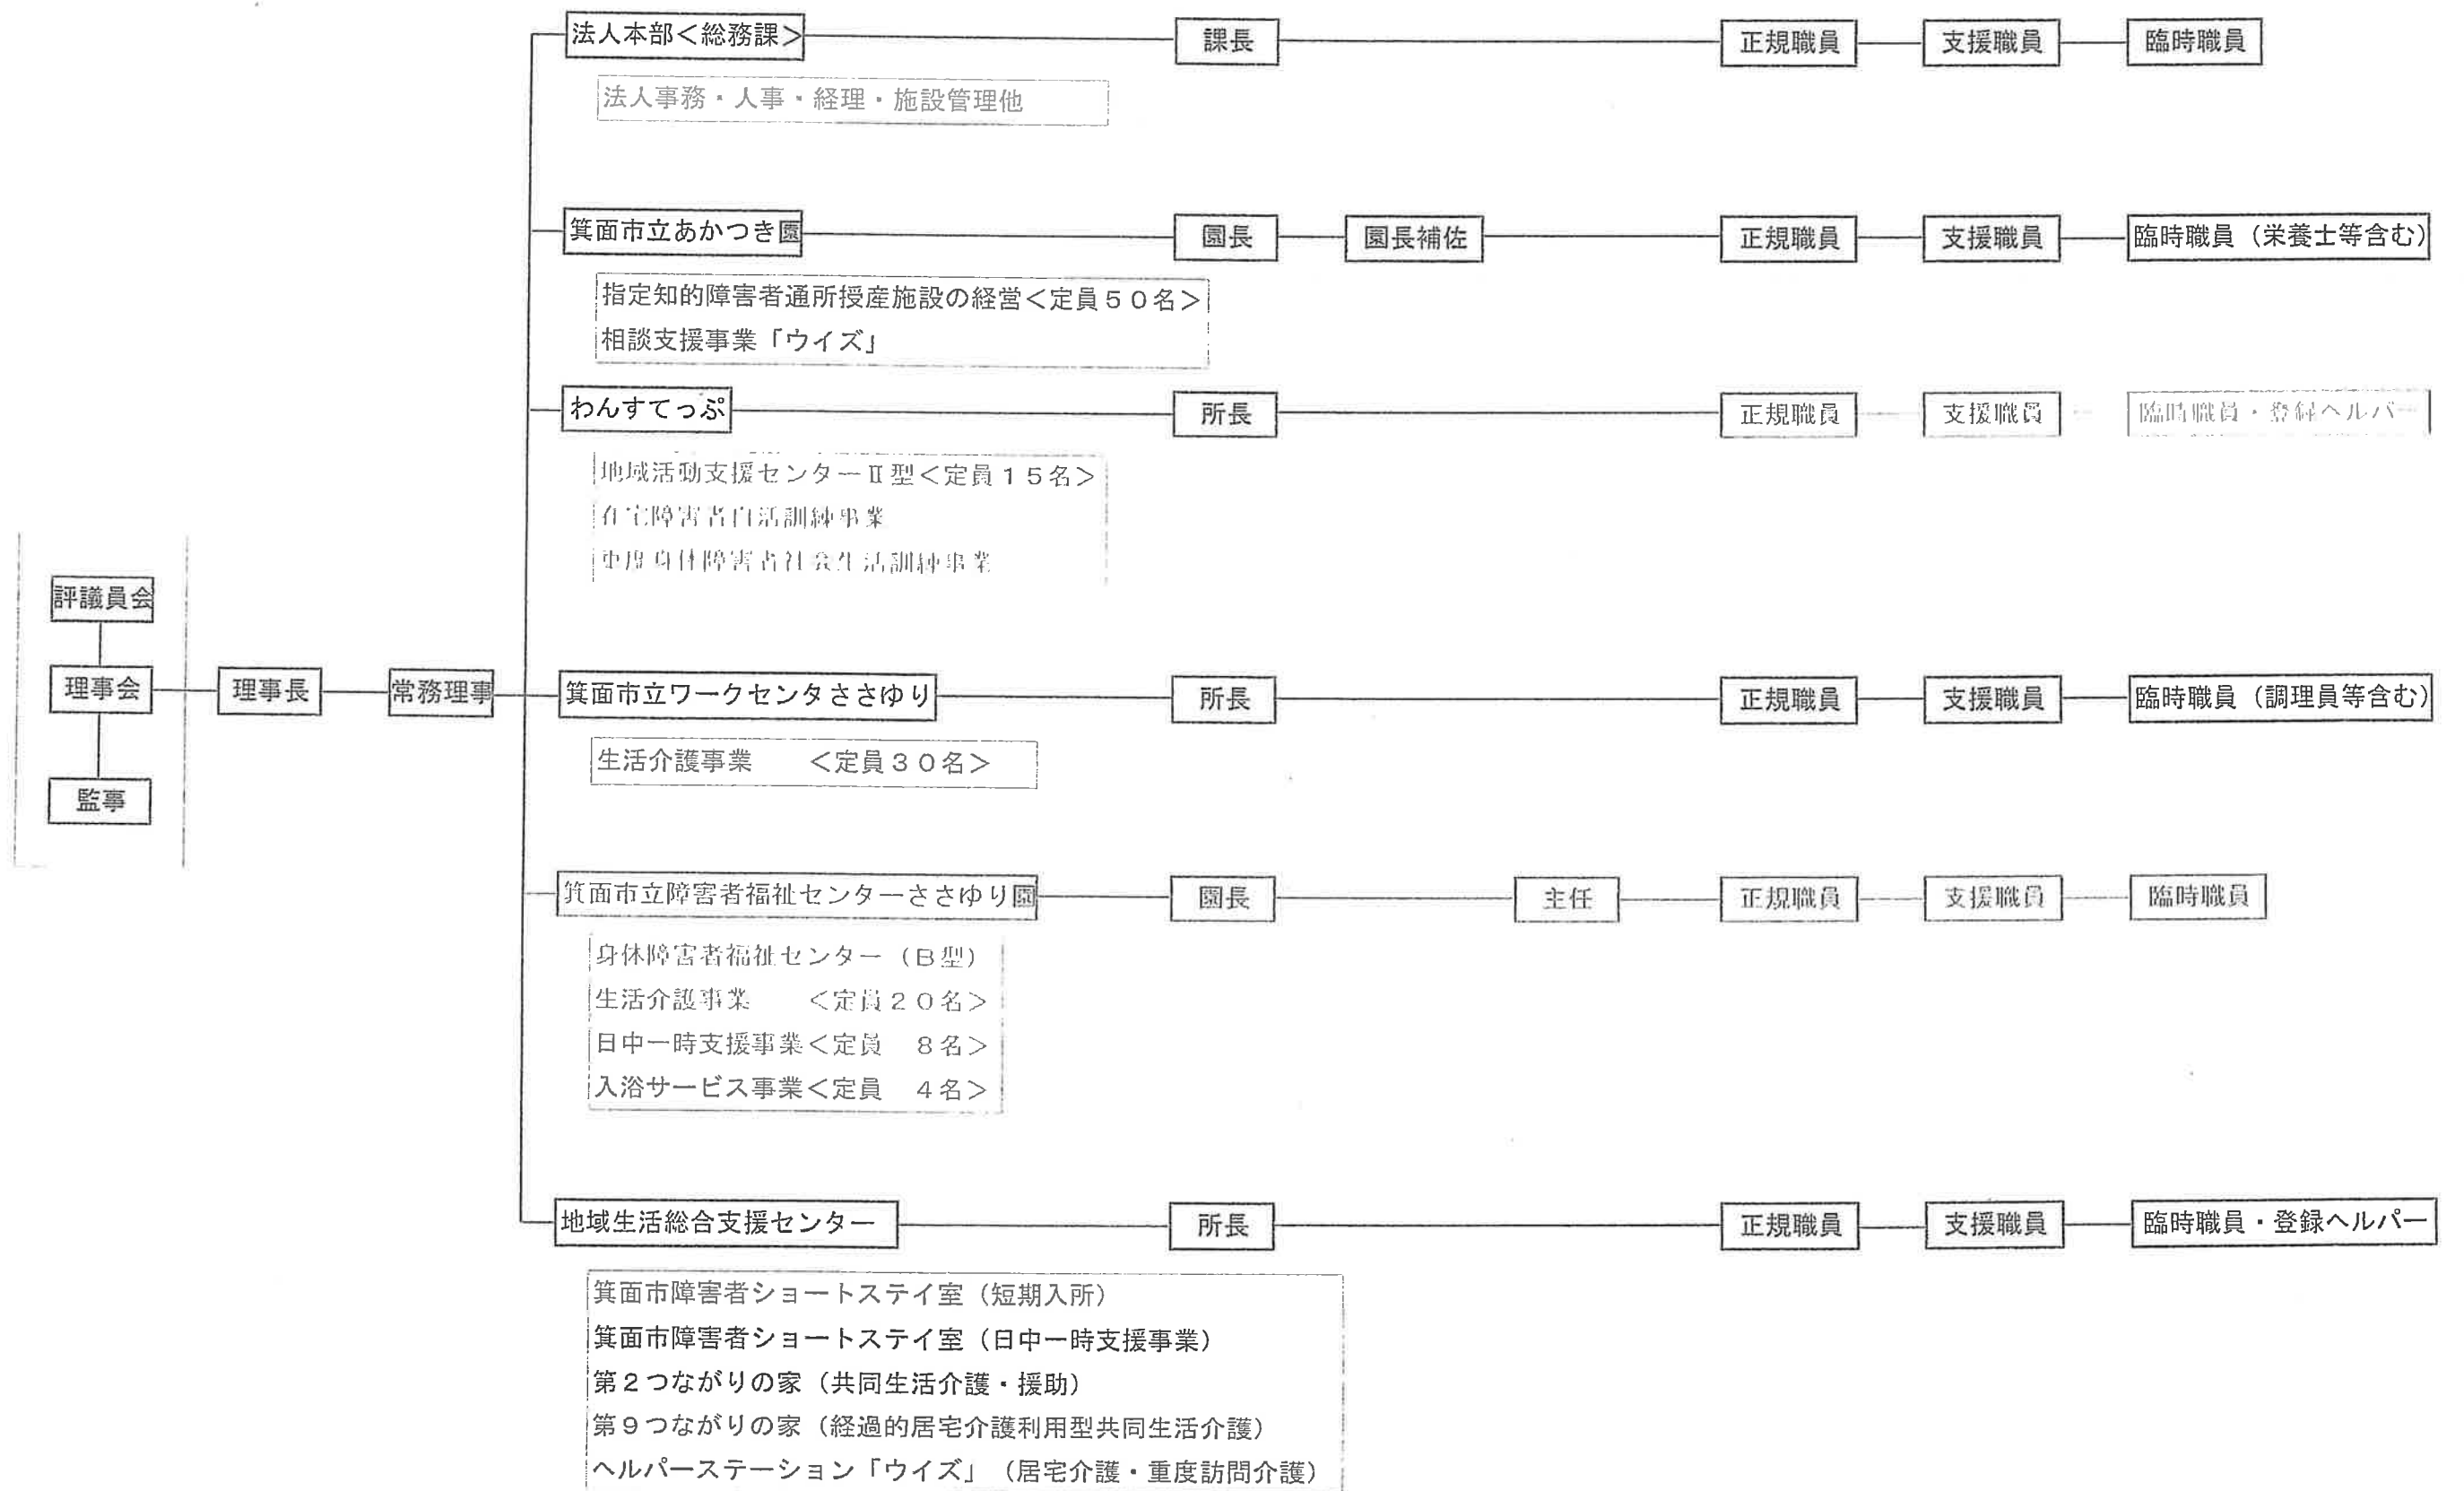 法人本部＜総務課＞ 課長 正規職員 支援職員 臨時職員
法人事務・人事・経理・施設管理他
箕面市立あかつき園 園長 園長補佐 正規職員 支援職員 臨時職員（栄養士等含む）
指定知的障害者通所授産施設の経営＜定員５０名＞
相談支援事業「ウイズ」
わんすてっぷ 所長 正規職員 支援職員 臨時職員・登録ヘルパー
地域活動支援センターⅡ型＜定員１５名＞
在宅障害者自活訓練事業
重度身体障害者社会生活訓練事業
評議員会
理事会 理事長 常務理事 箕面市立ワークセンタささゆり 所長 正規職員 支援職員 臨時職員（調理員等含む）
生活介護事業　＜定員３０名＞
監事
箕面市立障害者福祉センターささゆり園 園長 主任 正規職員 支援職員 臨時職員
身体障害者福祉センター（Ｂ型）
生活介護事業　＜定員２０名＞
日中一時支援事業＜定員　８名＞
入浴サービス事業＜定員　４名＞
地域生活総合支援センター 所長 正規職員 支援職員 臨時職員・登録ヘルパー
箕面市障害者ショートステイ室（短期入所）
箕面市障害者ショートステイ室（日中一時支援事業）
第２つながりの家（共同生活介護・援助）
第９つながりの家（経過的居宅介護利用型共同生活介護）
ヘルパーステーション「ウイズ」（居宅介護・重度訪問介護）